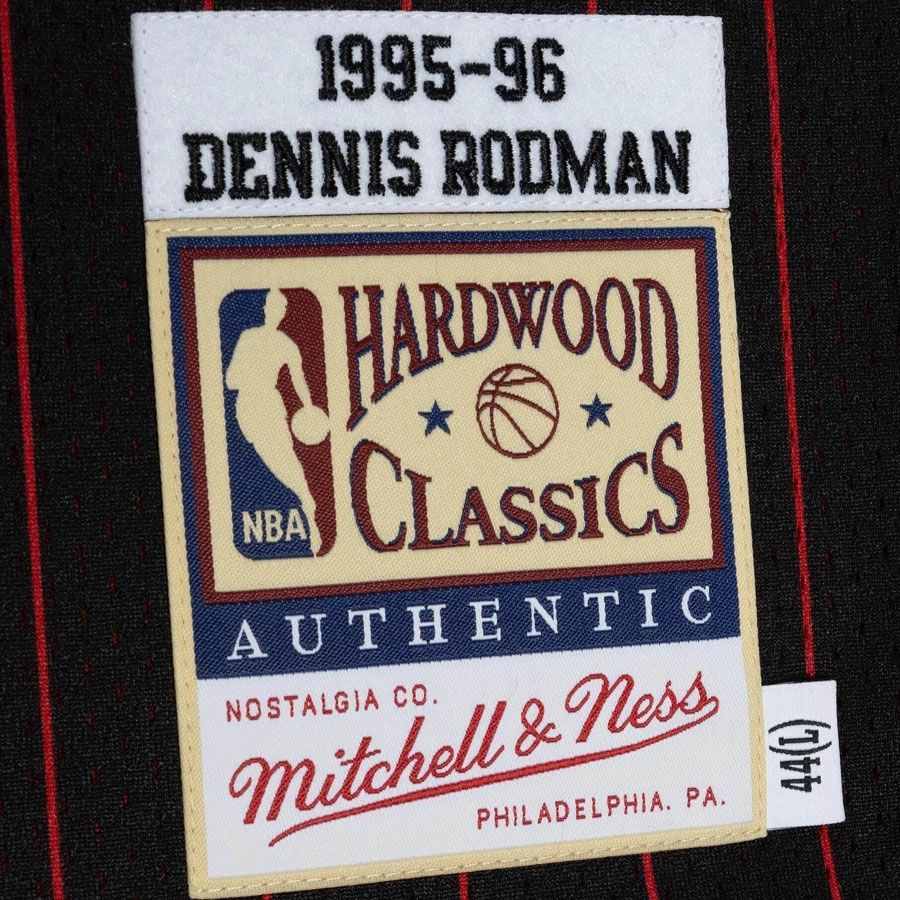 1995-96
DENNIS RODMAN
HARDWOOD
CLASSICS
NBA
AUTHENTIC
NOSTALGIA CO.
Mitchell & Ness
PHILADELPHIA. PA.
44(L)